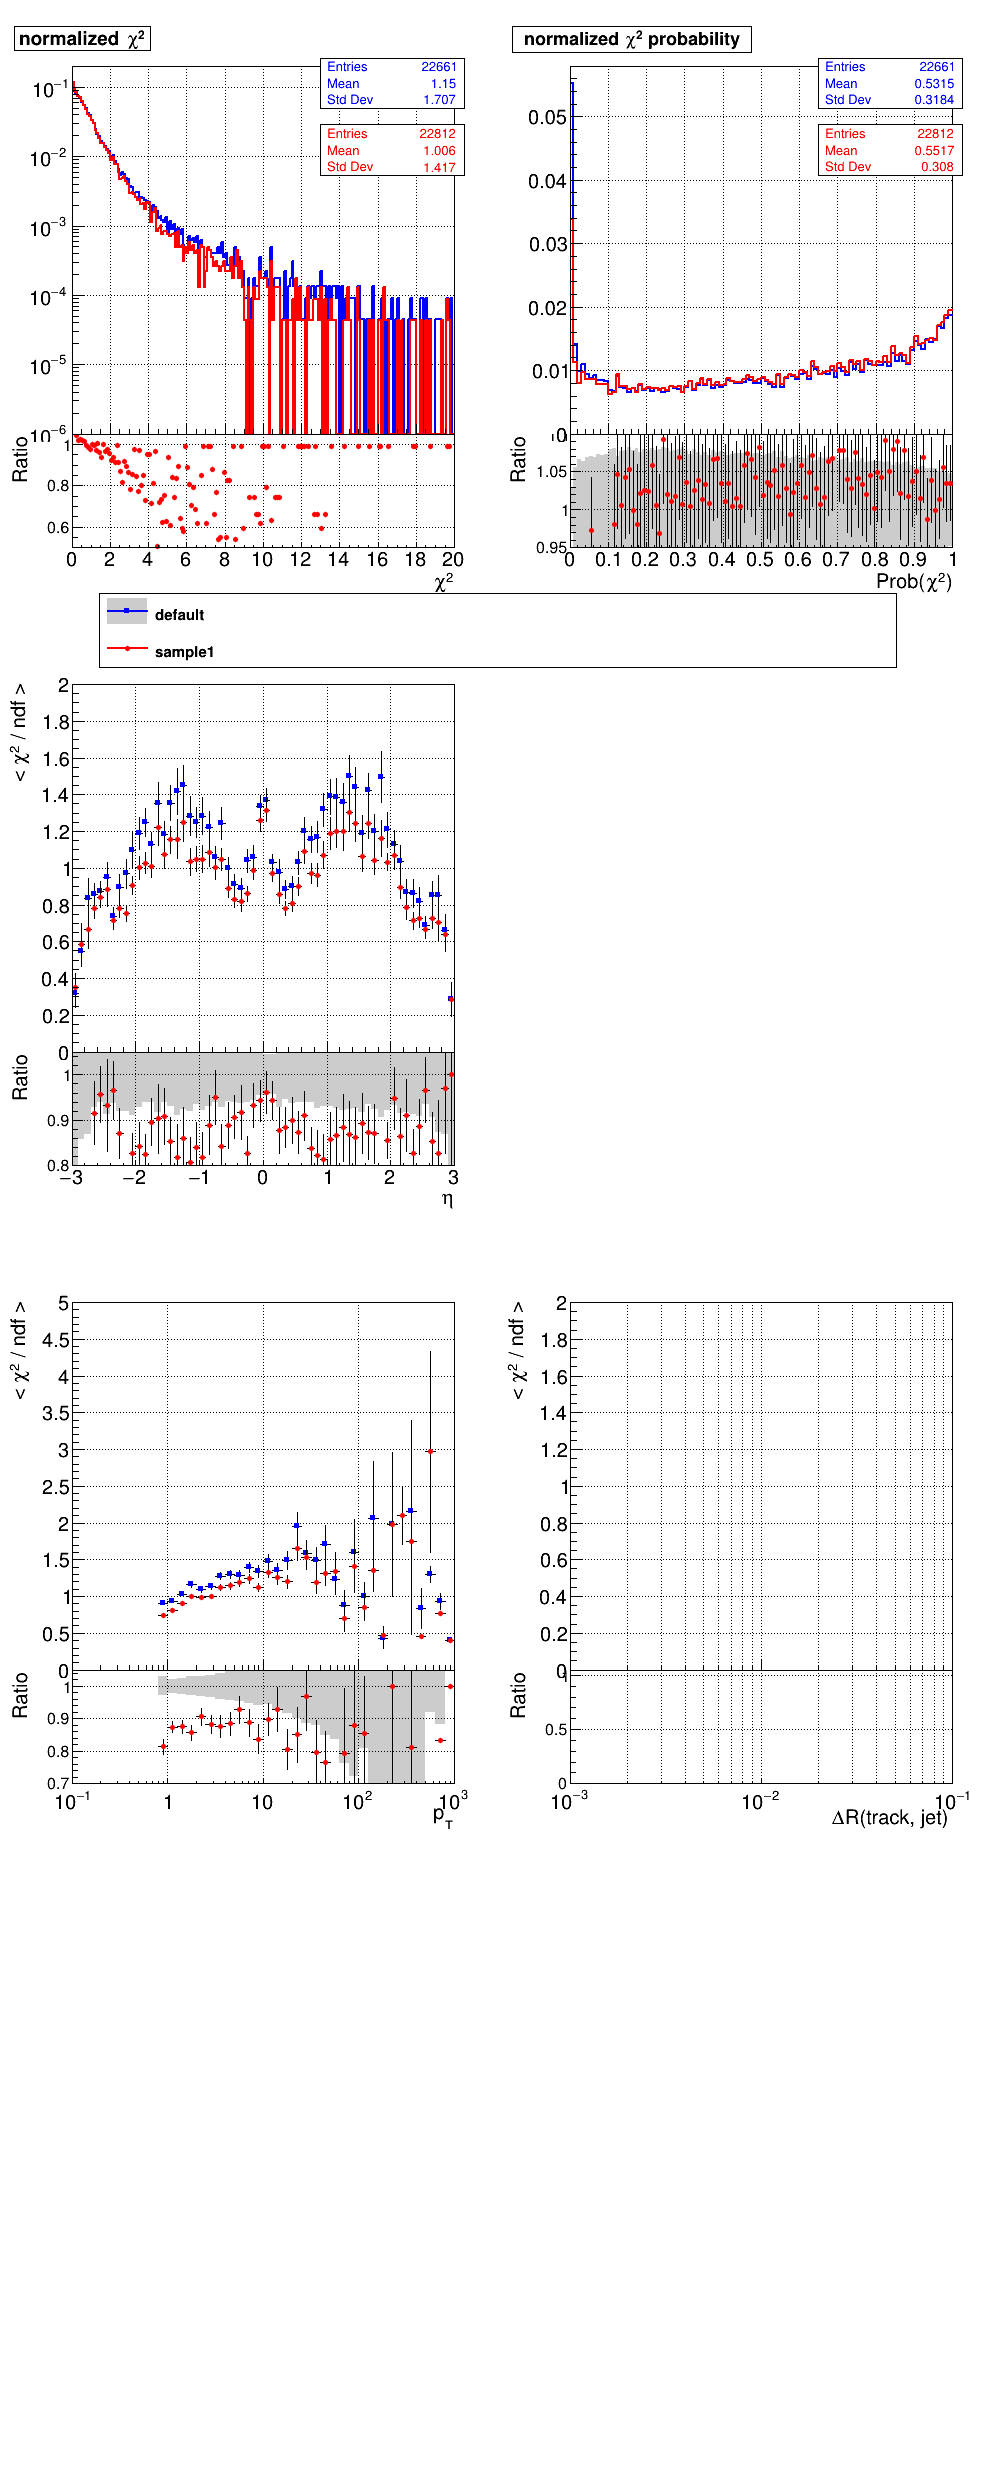 normalized χ²
Entries 22661
Mean 1.15
Std Dev 1.707
Entries 22812
Mean 1.006
Std Dev 1.417
10⁻¹
10⁻²
10⁻³
10⁻⁴
10⁻⁵
10⁻⁶
Ratio
1
0.8
0.6
0 2 4 6 8 10 12 14 16 18 20
χ²
normalized χ² probability
Entries 22661
Mean 0.5315
Std Dev 0.3184
Entries 22812
Mean 0.5517
Std Dev 0.308
0.05
0.04
0.03
0.02
0.01
0
Ratio
1.05
1
0.95
0 0.1 0.2 0.3 0.4 0.5 0.6 0.7 0.8 0.9 1
Prob(χ²)
default
sample1
< χ² / ndf >
2
1.8
1.6
1.4
1.2
1
0.8
0.6
0.4
0.2
0
Ratio
1
0.9
0.8
−3 −2 −1 0 1 2 3
η
< χ² / ndf >
5
4.5
4
3.5
3
2.5
2
1.5
1
0.5
0
Ratio
1
0.9
0.8
0.7
10⁻¹ 1 10 10² 10³
p_T
< χ² / ndf >
2
1.8
1.6
1.4
1.2
1
0.8
0.6
0.4
0.2
0
Ratio
1
0.5
0
10⁻³ 10⁻² 10⁻¹
ΔR(track, jet)